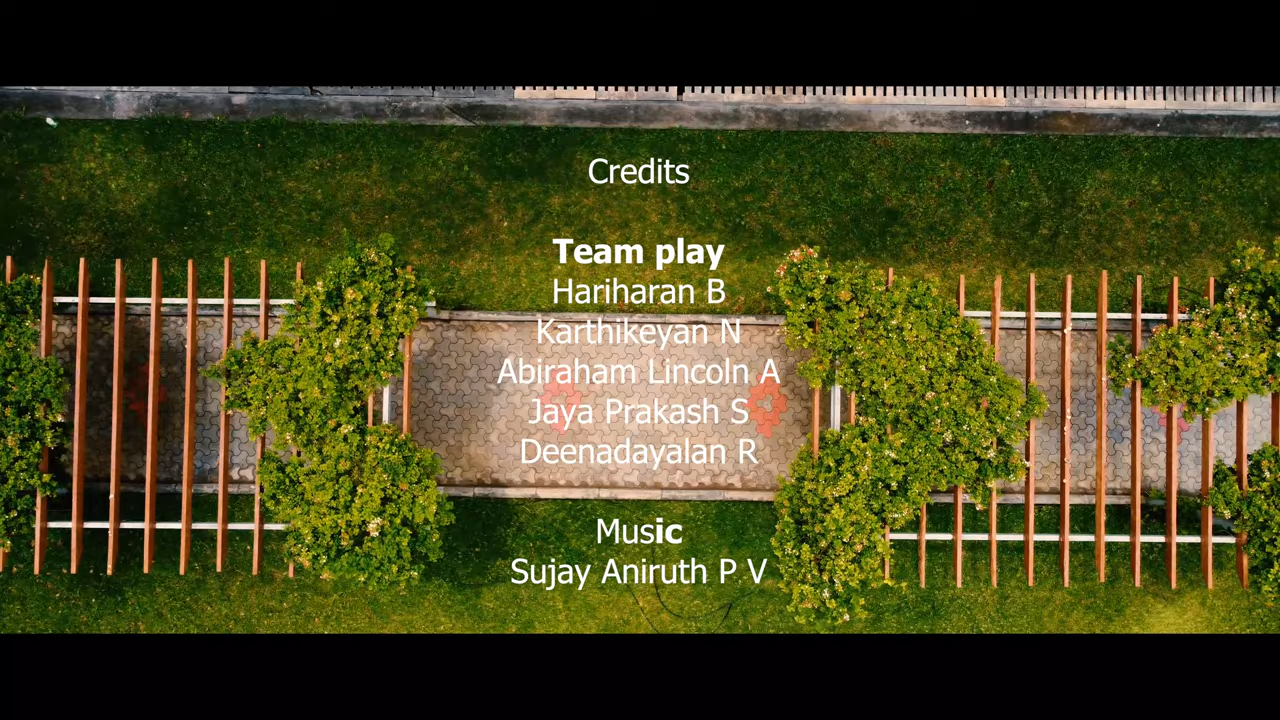 Credits
Team play
Hariharan B
Karthikeyan N
Abiraham Lincoln A
Jaya Prakash S
Deenadayalan R
Music
Sujay Aniruth P V